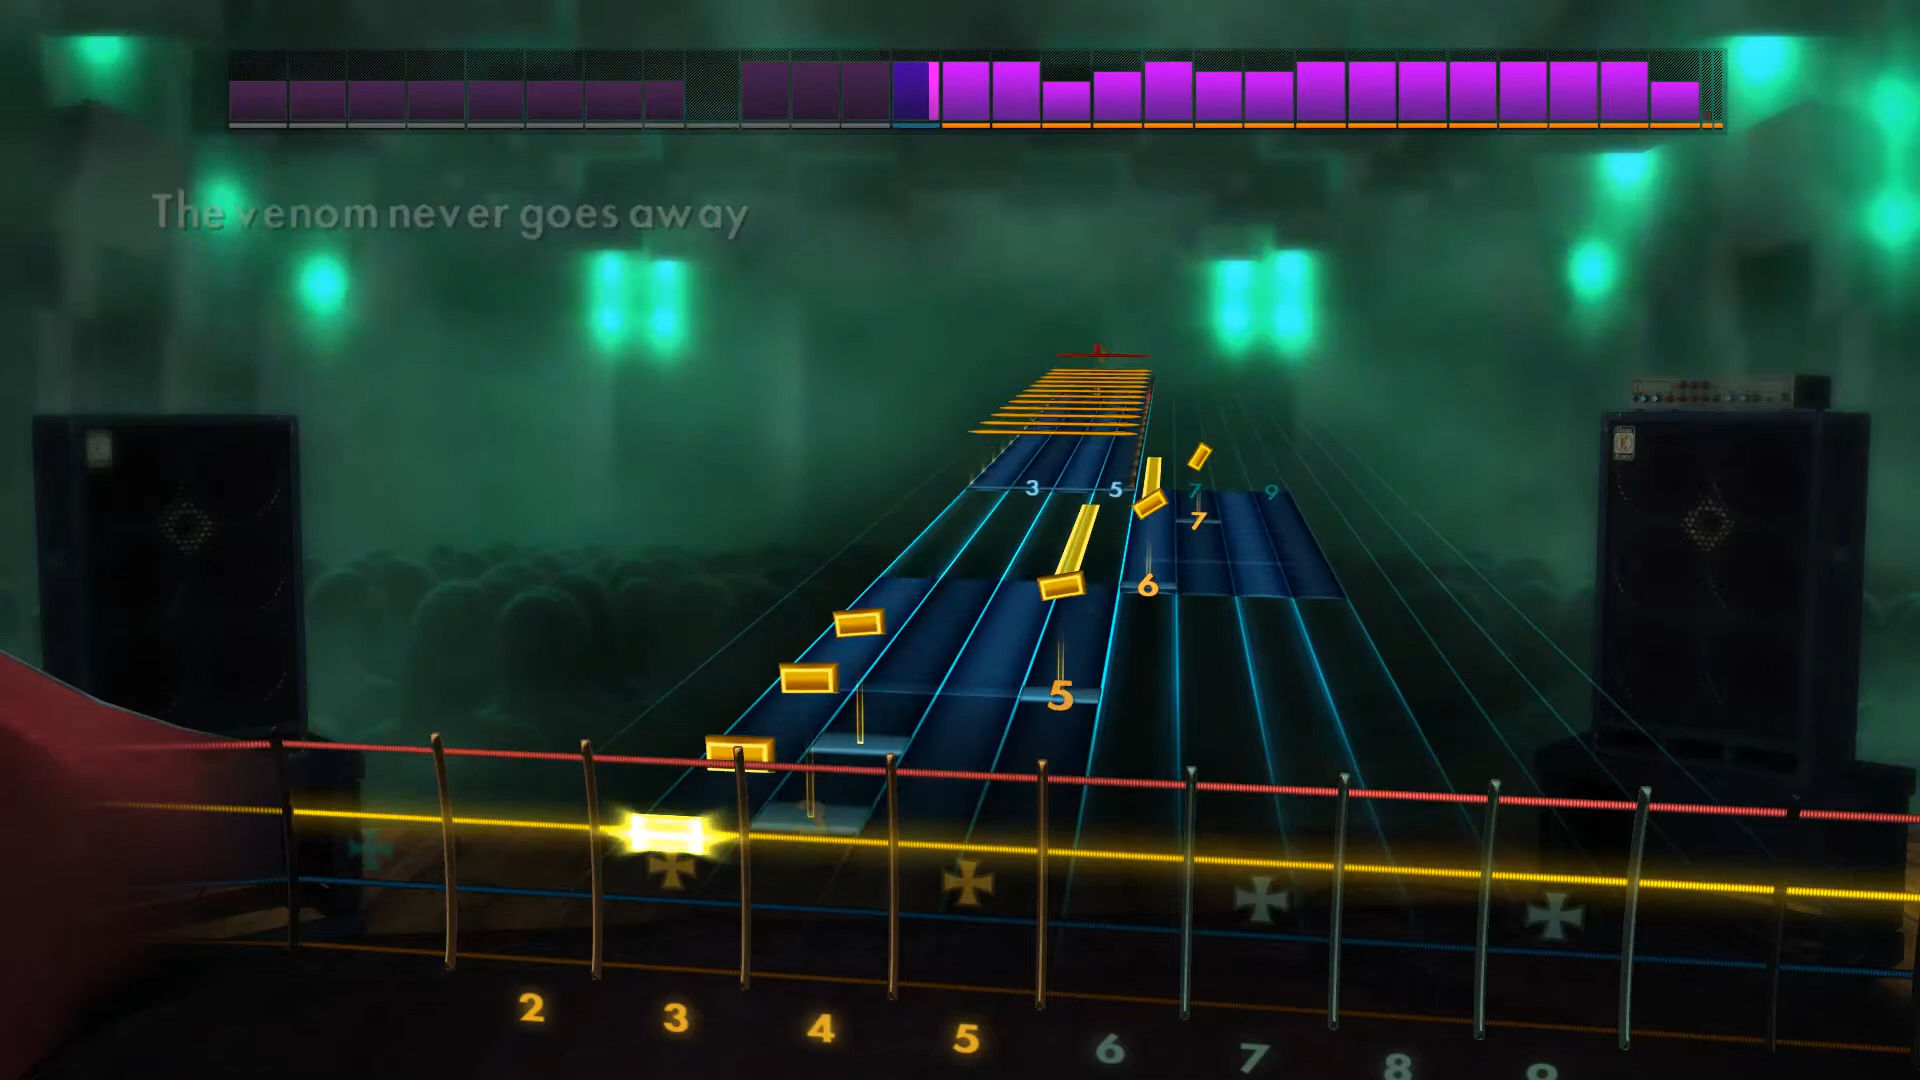 The venom never goes away
3 5 7 9
7
6
5
2 3 4 5 6 7 8 9